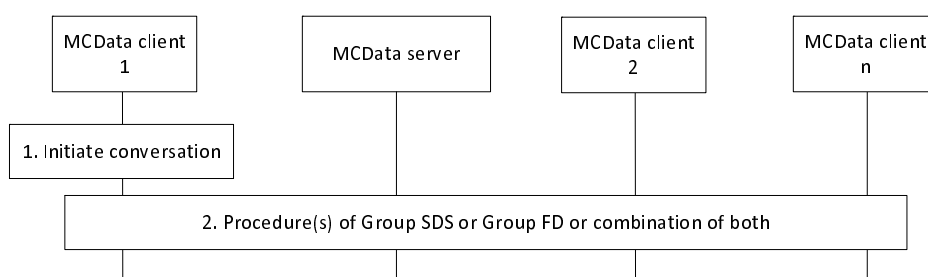 MCData client
1
MCData server
MCData client
2
MCData client
n
1. Initiate conversation
2. Procedure(s) of Group SDS or Group FD or combination of both